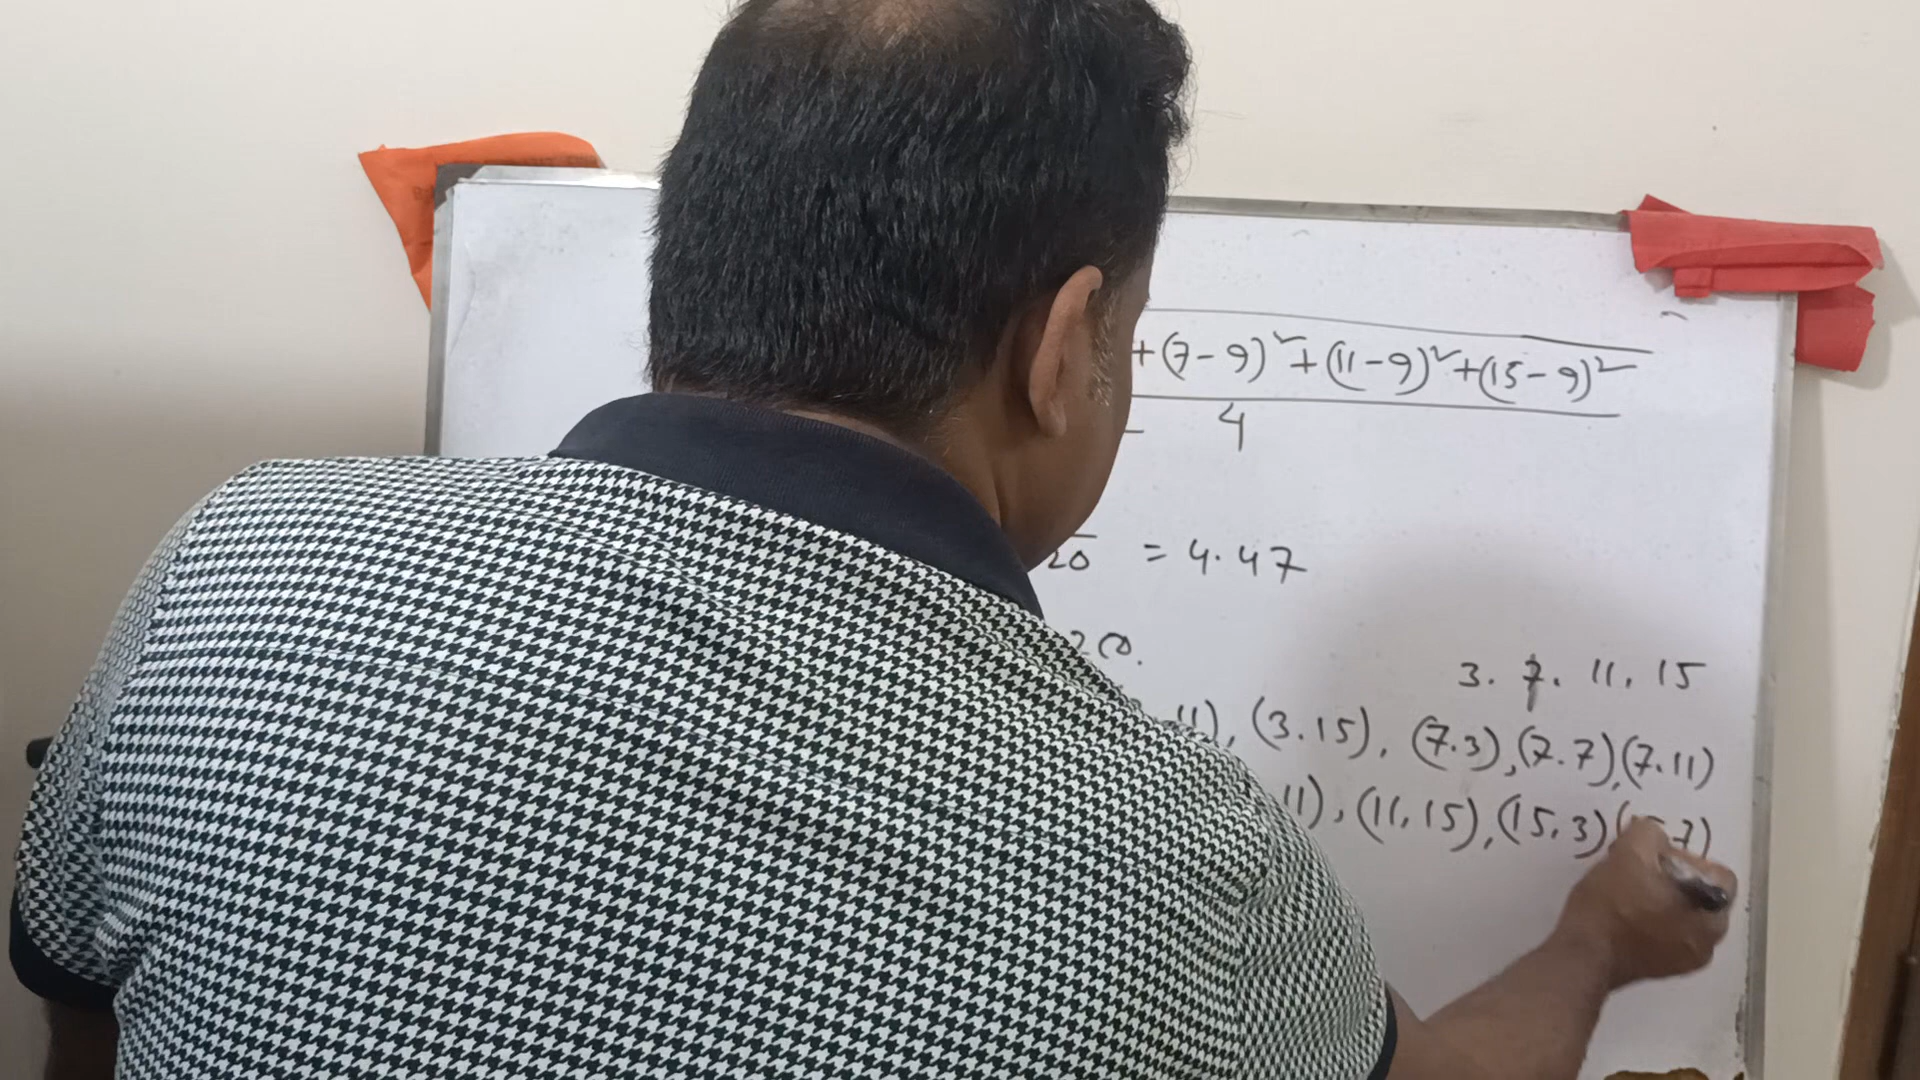 +(7-9)²+(11-9)²+(15-9)²
4
20 = 4.47
20.
3. 7. 11. 15
11), (3.15), (7.3), (7.7), (7.11)
11), (11,15), (15,3) (15,7)